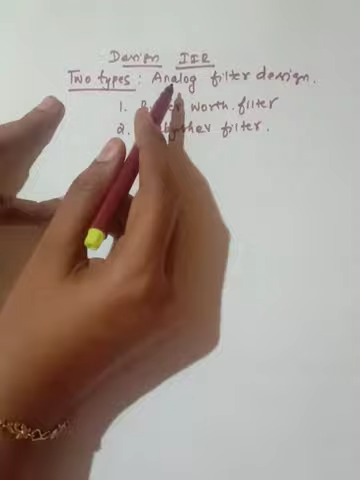 Design IIR
Two types : Analog filter design.
1. worth filter
2. filter.